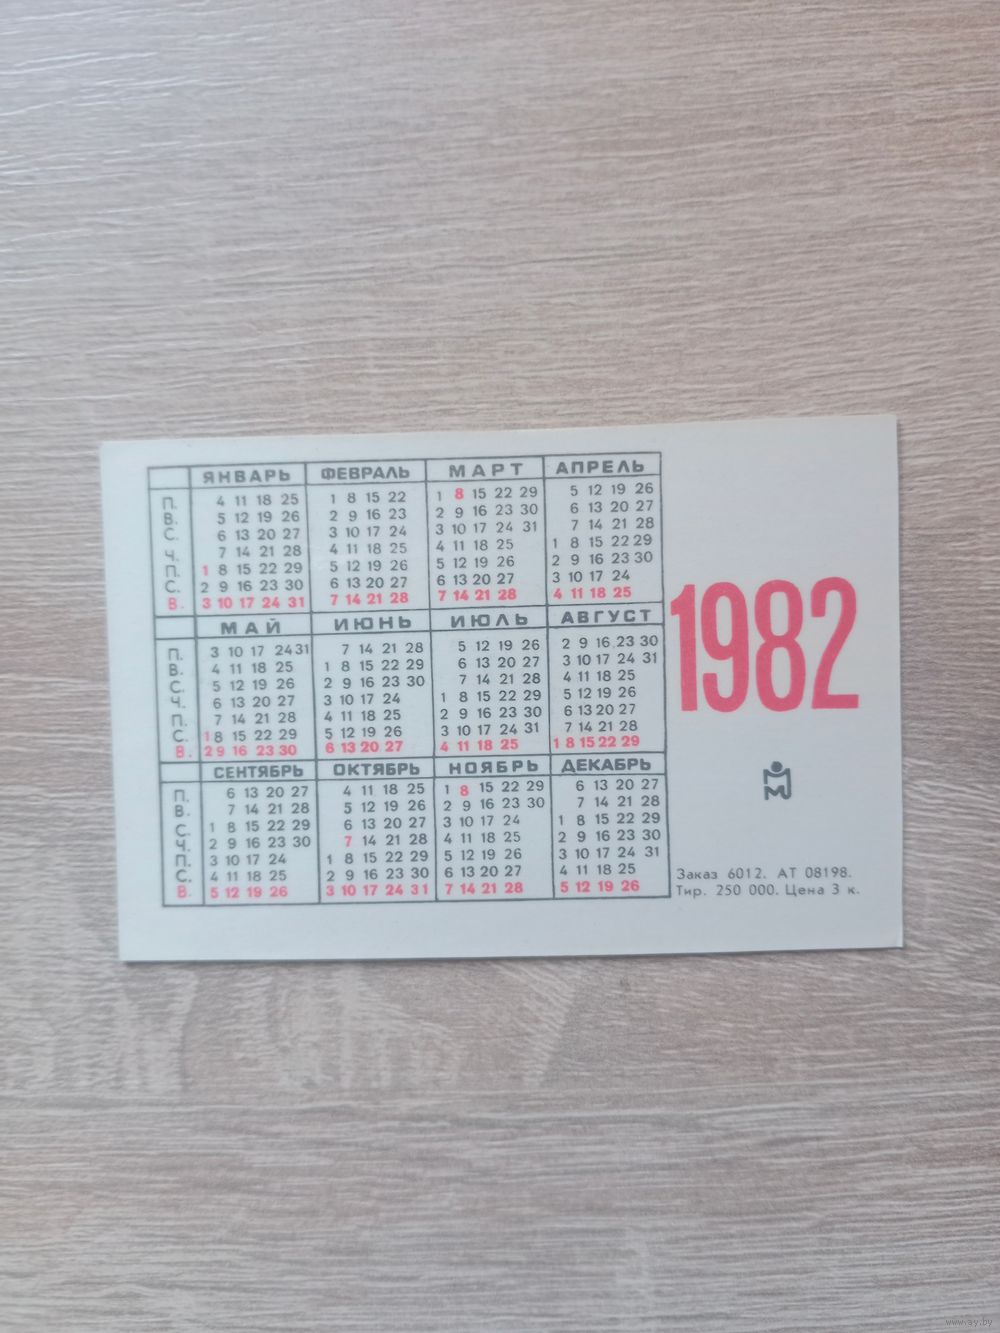 ЯНВАРЬ ФЕВРАЛЬ МАРТ АПРЕЛЬ
П. 4 11 18 25 1 8 15 22 1 8 15 22 29 5 12 19 26
В. 5 12 19 26 2 9 16 23 2 9 16 23 30 6 13 20 27
С. 6 13 20 27 3 10 17 24 3 10 17 24 31 7 14 21 28
Ч. 7 14 21 28 4 11 18 25 4 11 18 25 1 8 15 22 29
П. 1 8 15 22 29 5 12 19 26 5 12 19 26 2 9 16 23 30
С. 2 9 16 23 30 6 13 20 27 6 13 20 27 3 10 17 24
В. 3 10 17 24 31 7 14 21 28 7 14 21 28 4 11 18 25
МАЙ ИЮНЬ ИЮЛЬ АВГУСТ
П. 3 10 17 24 31 7 14 21 28 5 12 19 26 2 9 16 23 30
В. 4 11 18 25 1 8 15 22 29 6 13 20 27 3 10 17 24 31
С. 5 12 19 26 2 9 16 23 30 7 14 21 28 4 11 18 25
Ч. 6 13 20 27 3 10 17 24 1 8 15 22 29 5 12 19 26
П. 7 14 21 28 4 11 18 25 2 9 16 23 30 6 13 20 27
С. 1 8 15 22 29 5 12 19 26 3 10 17 24 31 7 14 21 28
В. 2 9 16 23 30 6 13 20 27 4 11 18 25 1 8 15 22 29
СЕНТЯБРЬ ОКТЯБРЬ НОЯБРЬ ДЕКАБРЬ
П. 6 13 20 27 4 11 18 25 1 8 15 22 29 6 13 20 27
В. 7 14 21 28 5 12 19 26 2 9 16 23 30 7 14 21 28
С. 1 8 15 22 29 6 13 20 27 3 10 17 24 1 8 15 22 29
Ч. 2 9 16 23 30 7 14 21 28 4 11 18 25 2 9 16 23 30
П. 3 10 17 24 1 8 15 22 29 5 12 19 26 3 10 17 24 31
С. 4 11 18 25 2 9 16 23 30 6 13 20 27 4 11 18 25
В. 5 12 19 26 3 10 17 24 31 7 14 21 28 5 12 19 26
1982
Заказ 6012. АТ 08198.
Тир. 250 000. Цена 3 к.
www.ay.by